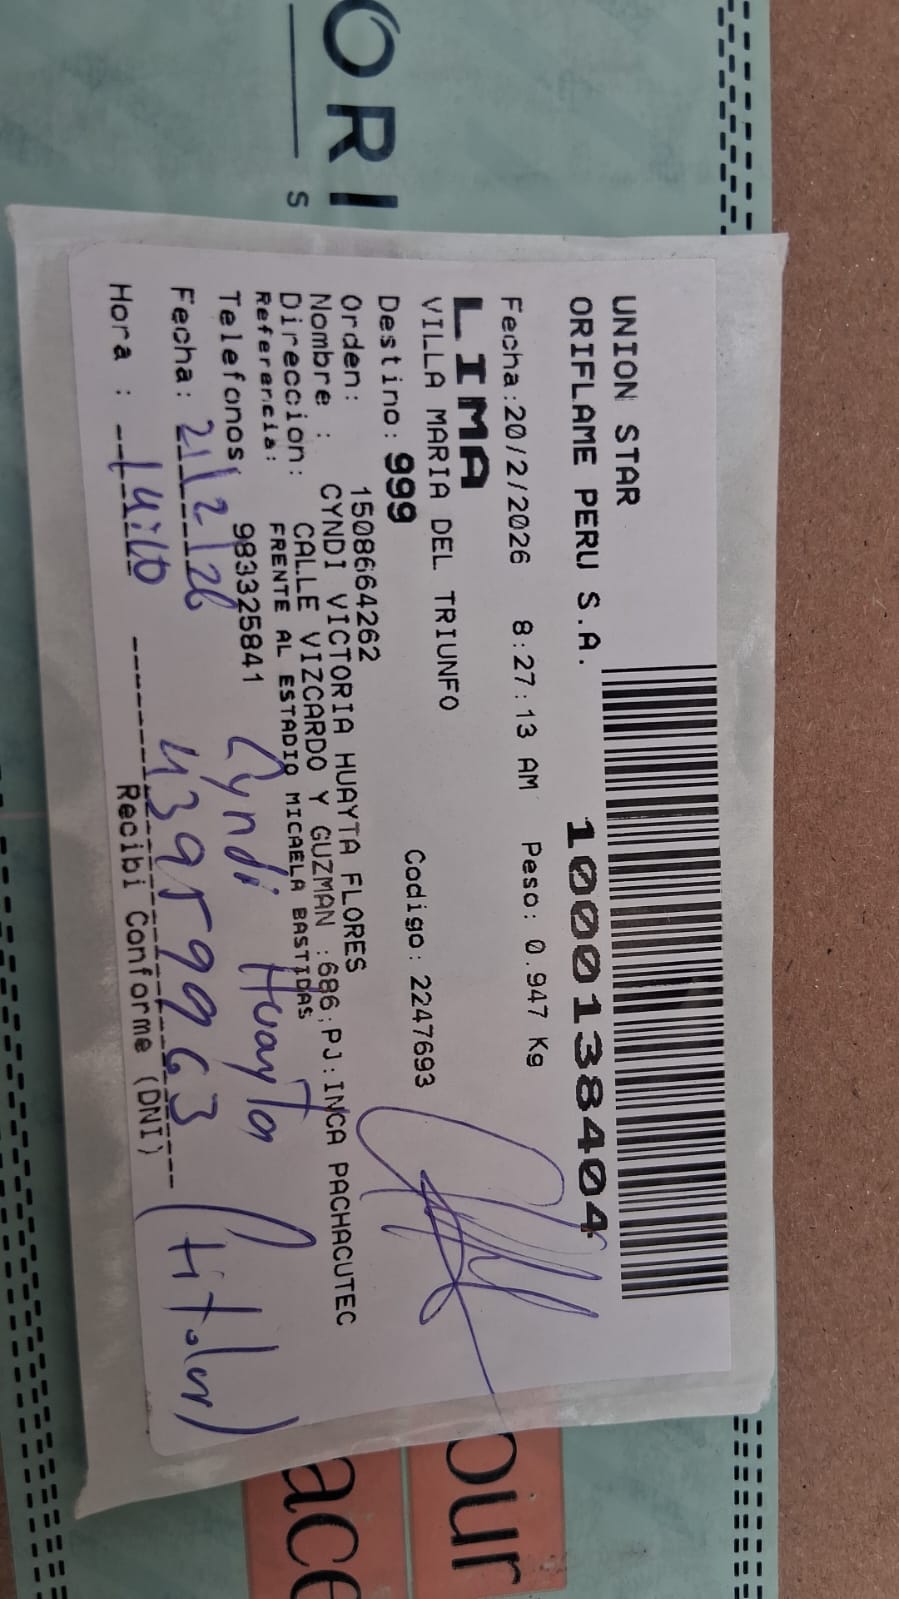 ORI
S
UNION STAR
ORIFLAME PERU S.A.
1000138404
Fecha:20/2/2026 8:27:13 AM Peso: 0.947 Kg
LIMA
VILLA MARIA DEL TRIUNFO
Destino: 999 Codigo: 2247693
Orden: 1508664262
Nombre : CYNDI VICTORIA HUAYTA FLORES
Direccion: CALLE VIZCARDO Y GUZMAN :686;PJ:INCA PACHACUTEC
Referencia: FRENTE AL ESTADIO MICAELA BASTIDAS
Telefonos: 983325841 Cyndi Huayta
Fecha: 21/2/26 43959963 (titular)
Hora : 14:10 Recibi Conforme (DNI)
our
ace